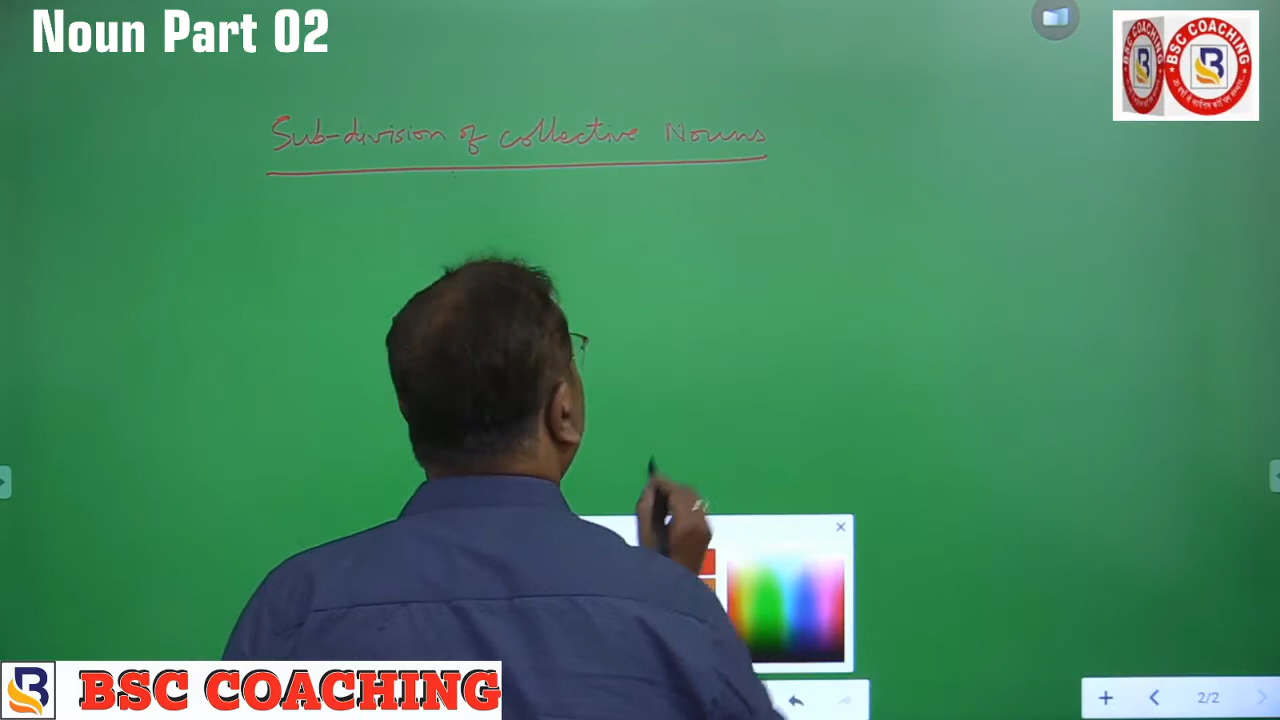 Noun Part 02
BSC COACHING
BSC COACHING
Sub-division of collective Nouns
2/2
BSC COACHING